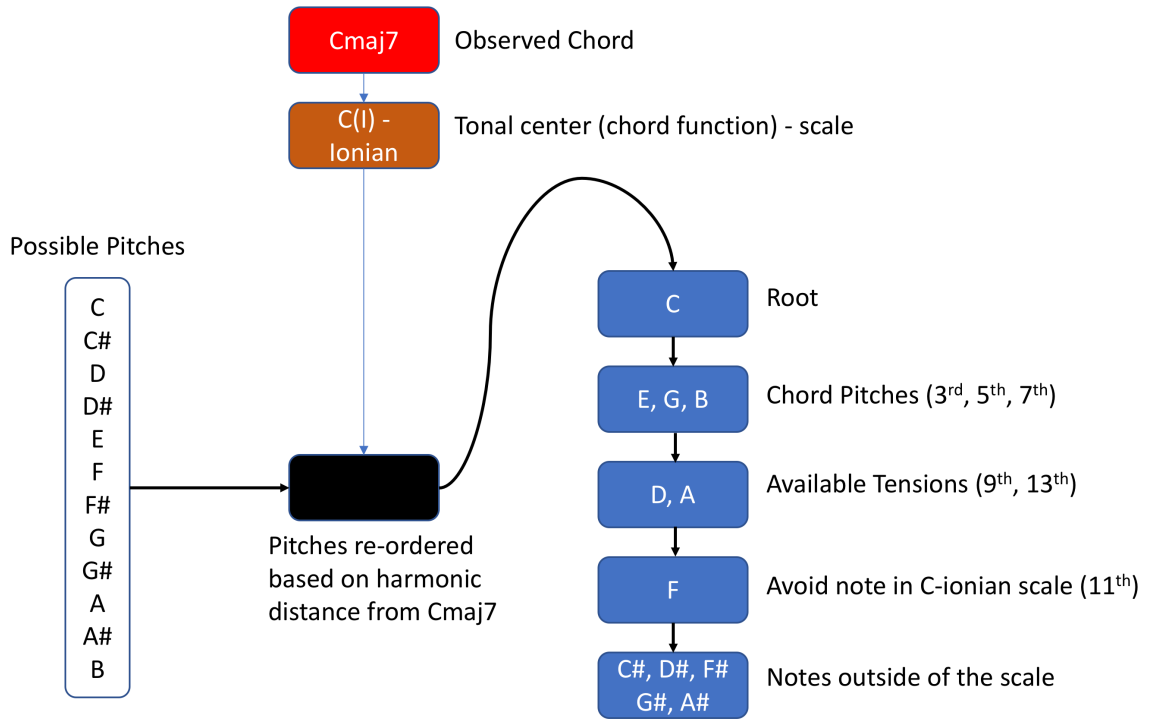 Cmaj7
Observed Chord
C(I) -
Ionian
Tonal center (chord function) - scale
Possible Pitches
C
C#
D
D#
E
F
F#
G
G#
A
A#
B
Pitches re-ordered
based on harmonic
distance from Cmaj7
C
Root
E, G, B
Chord Pitches (3rd, 5th, 7th)
D, A
Available Tensions (9th, 13th)
F
Avoid note in C-ionian scale (11th)
C#, D#, F#
G#, A#
Notes outside of the scale